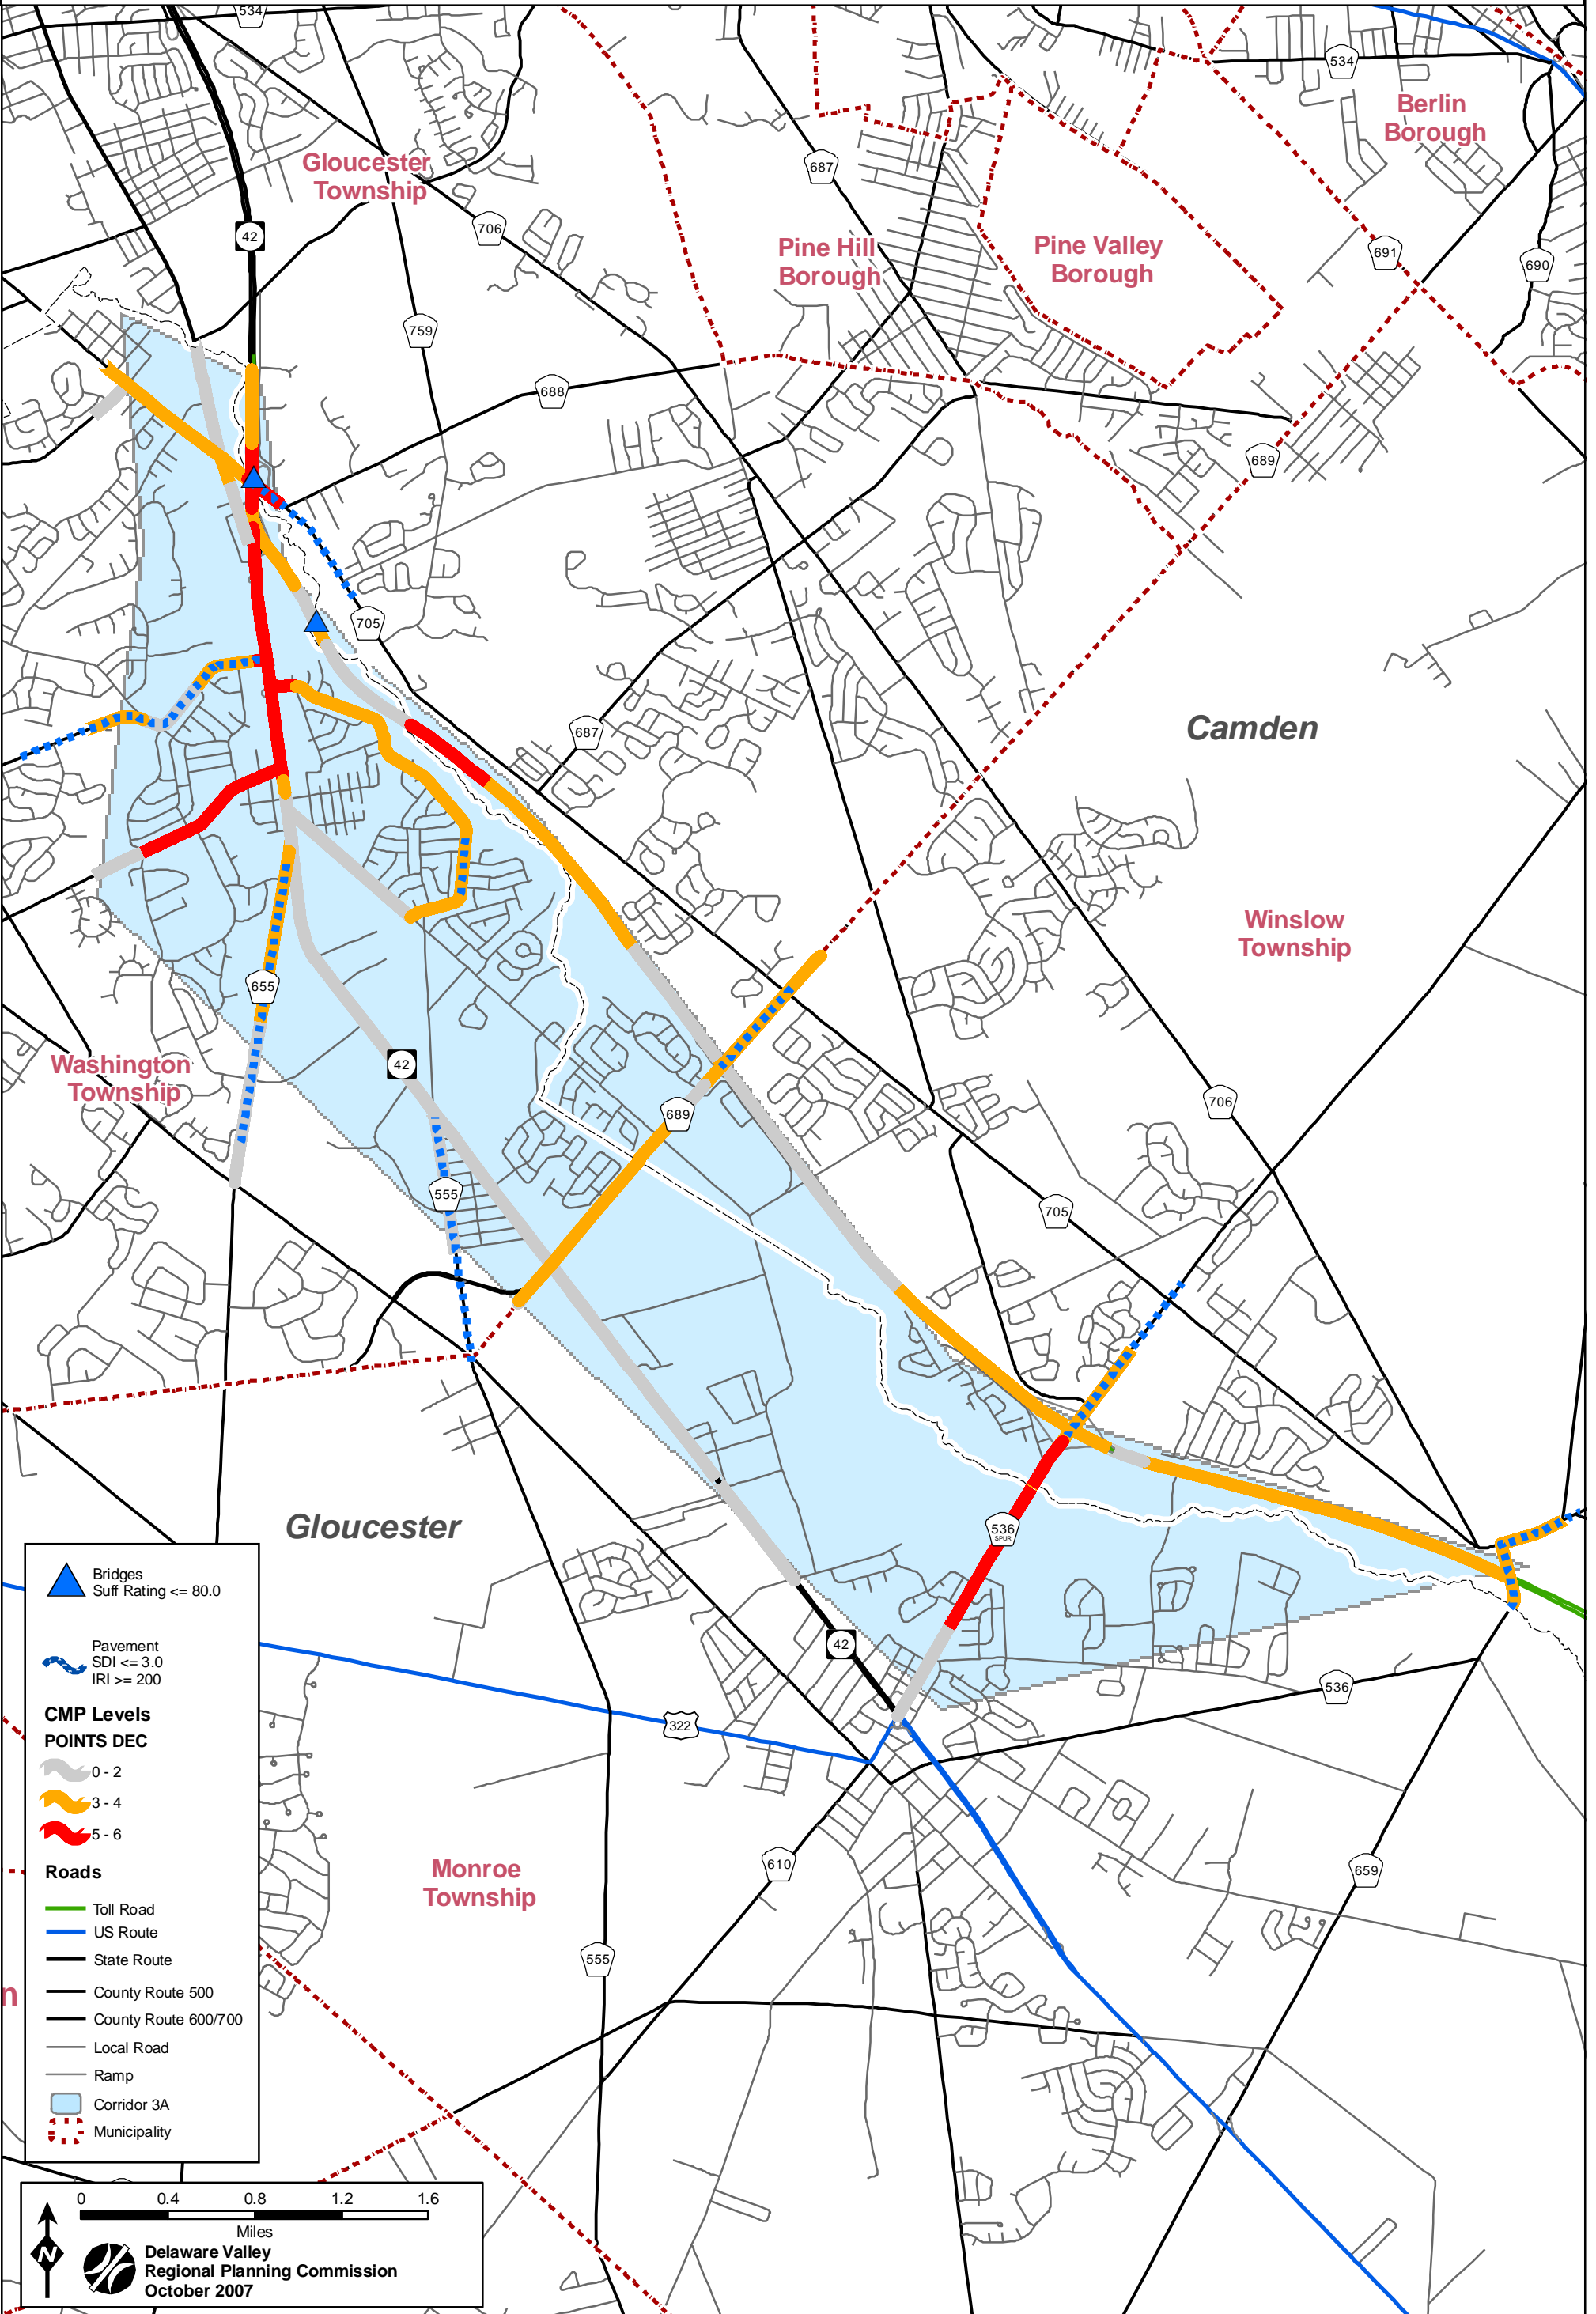 534
534
Berlin
Borough
Gloucester
Township
687
706
42
Pine Hill
Borough
Pine Valley
Borough
691
690
759
688
689
705
687
Camden
Winslow
Township
655
Washington
Township
42
689
706
555
705
536
SPUR
Gloucester
42
536
322
Monroe
Township
610
659
555
n
Bridges
Suff Rating <= 80.0
Pavement
SDI <= 3.0
IRI >= 200
CMP Levels
POINTS DEC
0 - 2
3 - 4
5 - 6
Roads
Toll Road
US Route
State Route
County Route 500
County Route 600/700
Local Road
Ramp
Corridor 3A
Municipality
0 0.4 0.8 1.2 1.6
Miles
N
Delaware Valley
Regional Planning Commission
October 2007